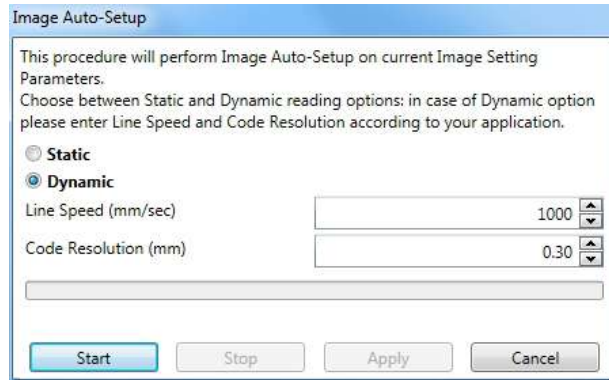 Image Auto-Setup
This procedure will perform Image Auto-Setup on current Image Setting
Parameters.
Choose between Static and Dynamic reading options: in case of Dynamic option
please enter Line Speed and Code Resolution according to your application.
Static
Dynamic
Line Speed (mm/sec) 1000
Code Resolution (mm) 0.30
Start Stop Apply Cancel